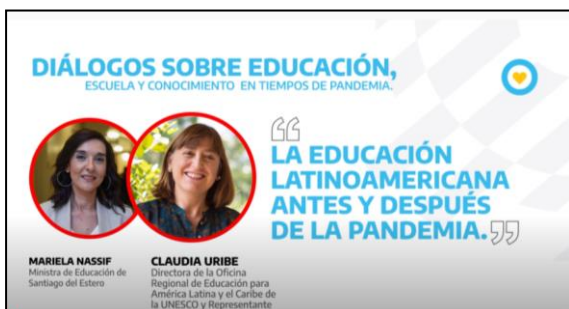 DIÁLOGOS SOBRE EDUCACIÓN,
ESCUELA Y CONOCIMIENTO EN TIEMPOS DE PANDEMIA.
“LA EDUCACIÓN
LATINOAMERICANA
ANTES Y DESPUÉS
DE LA PANDEMIA.”
MARIELA NASSIF
Ministra de Educación de
Santiago del Estero
CLAUDIA URIBE
Directora de la Oficina
Regional de Educación para
América Latina y el Caribe de
la UNESCO y Representante